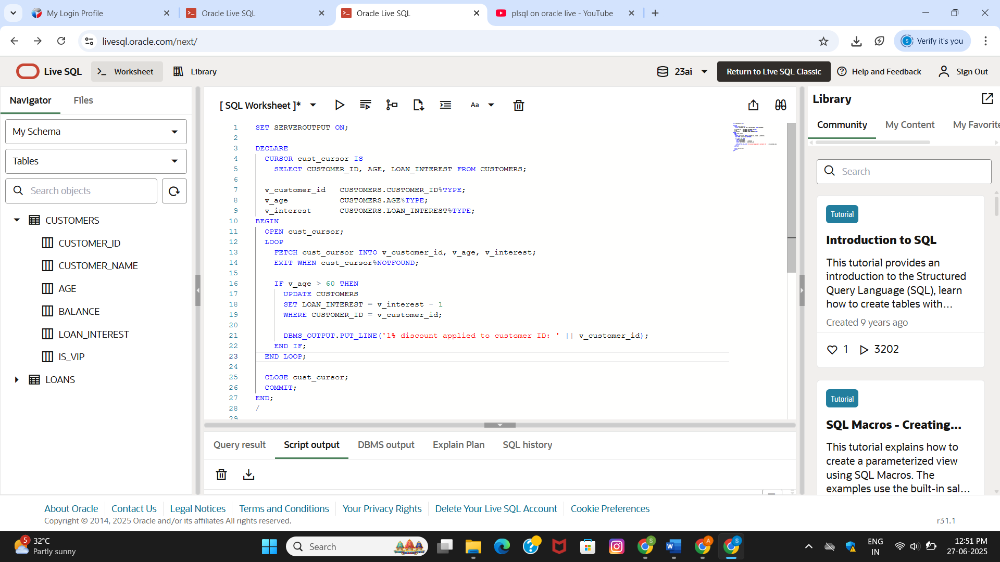 My Login Profile
Oracle Live SQL
Oracle Live SQL
plsql on oracle live - YouTube
livesql.oracle.com/next/
Verify it's you
Live SQL
Worksheet
Library
23ai
Return to Live SQL Classic
Help and Feedback
Sign Out
Navigator
Files
My Schema
Tables
Search objects
CUSTOMERS
CUSTOMER_ID
CUSTOMER_NAME
AGE
BALANCE
LOAN_INTEREST
IS_VIP
LOANS
[ SQL Worksheet ]*
Aa
1 SET SERVEROUTPUT ON;
2
3 DECLARE
4 CURSOR cust_cursor IS
5 SELECT CUSTOMER_ID, AGE, LOAN_INTEREST FROM CUSTOMERS;
6
7 v_customer_id CUSTOMERS.CUSTOMER_ID%TYPE;
8 v_age CUSTOMERS.AGE%TYPE;
9 v_interest CUSTOMERS.LOAN_INTEREST%TYPE;
10 BEGIN
11 OPEN cust_cursor;
12 LOOP
13 FETCH cust_cursor INTO v_customer_id, v_age, v_interest;
14 EXIT WHEN cust_cursor%NOTFOUND;
15
16 IF v_age > 60 THEN
17 UPDATE CUSTOMERS
18 SET LOAN_INTEREST = v_interest - 1
19 WHERE CUSTOMER_ID = v_customer_id;
20
21 DBMS_OUTPUT.PUT_LINE('1% discount applied to customer ID: ' || v_customer_id);
22 END IF;
23 END LOOP;
24
25 CLOSE cust_cursor;
26 COMMIT;
27 END;
28 /
29
Query result
Script output
DBMS output
Explain Plan
SQL history
Library
Community
My Content
My Favorite
Search
Tutorial
Introduction to SQL
This tutorial provides an
introduction to the Structured
Query Language (SQL), learn
how to create tables with...
Created 9 years ago
1
3202
Tutorial
SQL Macros - Creating...
This tutorial explains how to
create a parameterized view
using SQL Macros. The
examples use the built-in sal...
About Oracle
Contact Us
Legal Notices
Terms and Conditions
Your Privacy Rights
Delete Your Live SQL Account
Cookie Preferences
Copyright © 2014, 2025 Oracle and/or its affiliates All rights reserved.
r31.1
5
32°C
Partly sunny
Search
ENG
IN
12:51 PM
27-06-2025